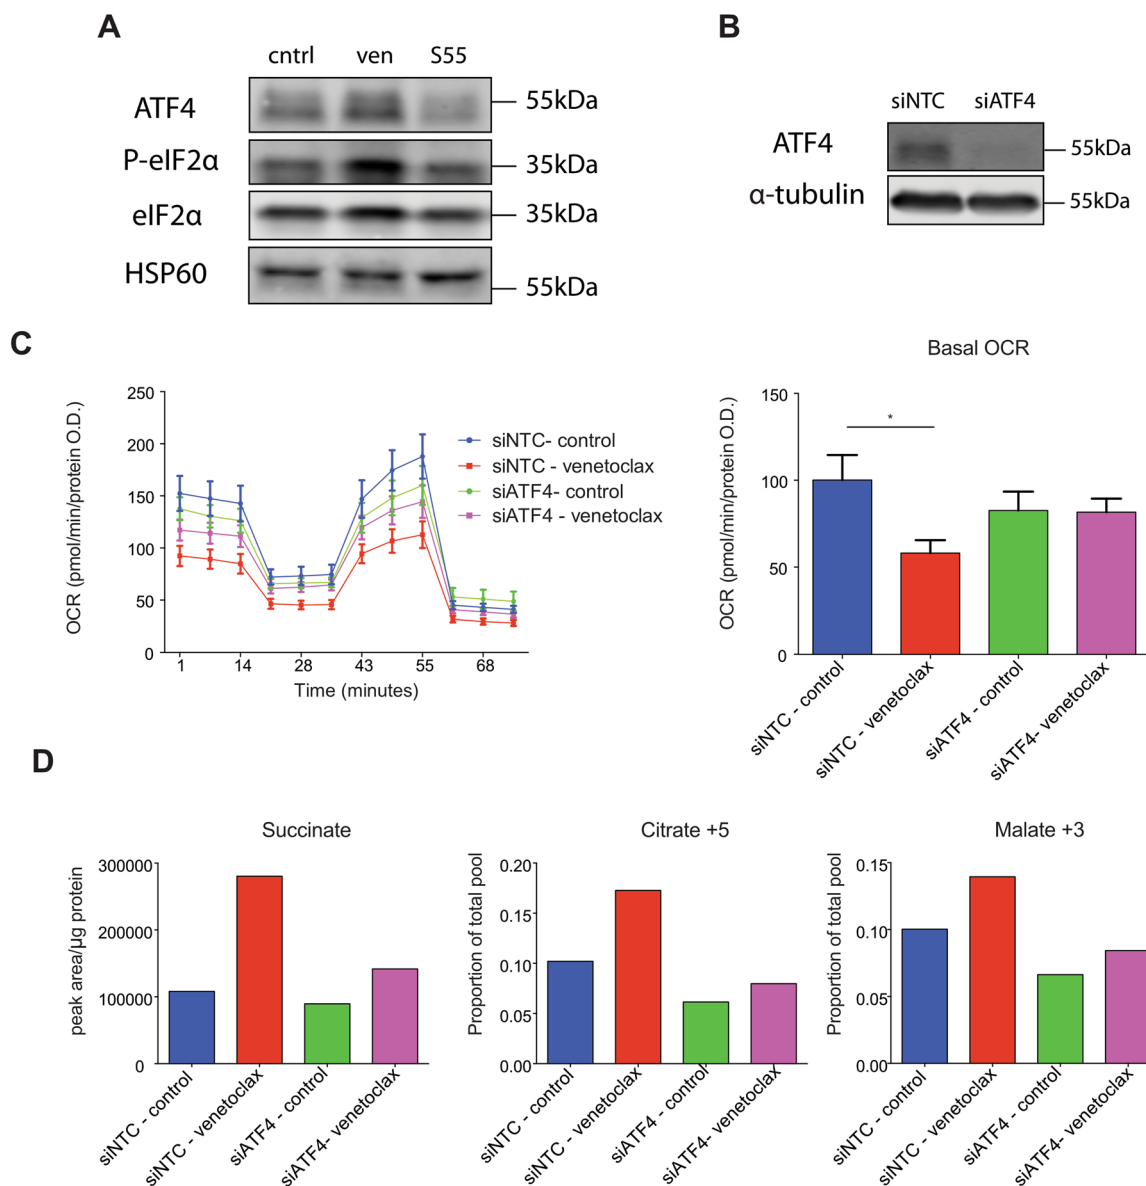 A
cntrl ven S55
ATF4 55kDa
P-eIF2α 35kDa
eIF2α 35kDa
HSP60 55kDa
B
siNTC siATF4
ATF4 55kDa
α-tubulin 55kDa
C
OCR (pmol/min/protein O.D.)
250
200
150
100
50
0
1 14 28 43 55 68
Time (minutes)
siNTC- control
siNTC - venetoclax
siATF4- control
siATF4 - venetoclax
Basal OCR
OCR (pmol/min/protein O.D.)
150
100
50
0
*
siNTC - control
siNTC - venetoclax
siATF4 - control
siATF4- venetoclax
D
Succinate
peak area/μg protein
300000
200000
100000
0
siNTC - control
siNTC - venetoclax
siATF4 - control
siATF4- venetoclax
Citrate +5
Proportion of total pool
0.20
0.15
0.10
0.05
0.00
siNTC - control
siNTC - venetoclax
siATF4 - control
siATF4- venetoclax
Malate +3
Proportion of total pool
0.15
0.10
0.05
0.00
siNTC - control
siNTC - venetoclax
siATF4 - control
siATF4- venetoclax